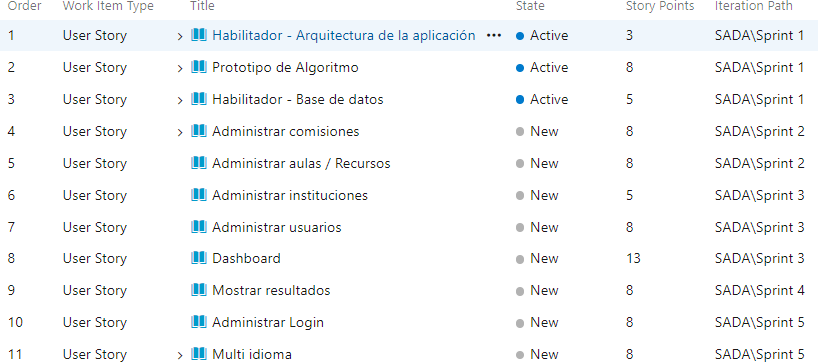 Order Work Item Type Title State Story Points Iteration Path
1 User Story Habilitador - Arquitectura de la aplicación ••• Active 3 SADA\Sprint 1
2 User Story Prototipo de Algoritmo Active 8 SADA\Sprint 1
3 User Story Habilitador - Base de datos Active 5 SADA\Sprint 1
4 User Story Administrar comisiones New 8 SADA\Sprint 2
5 User Story Administrar aulas / Recursos New 8 SADA\Sprint 2
6 User Story Administrar instituciones New 5 SADA\Sprint 3
7 User Story Administrar usuarios New 8 SADA\Sprint 3
8 User Story Dashboard New 13 SADA\Sprint 3
9 User Story Mostrar resultados New 8 SADA\Sprint 4
10 User Story Administrar Login New 8 SADA\Sprint 5
11 User Story Multi idioma New 8 SADA\Sprint 5